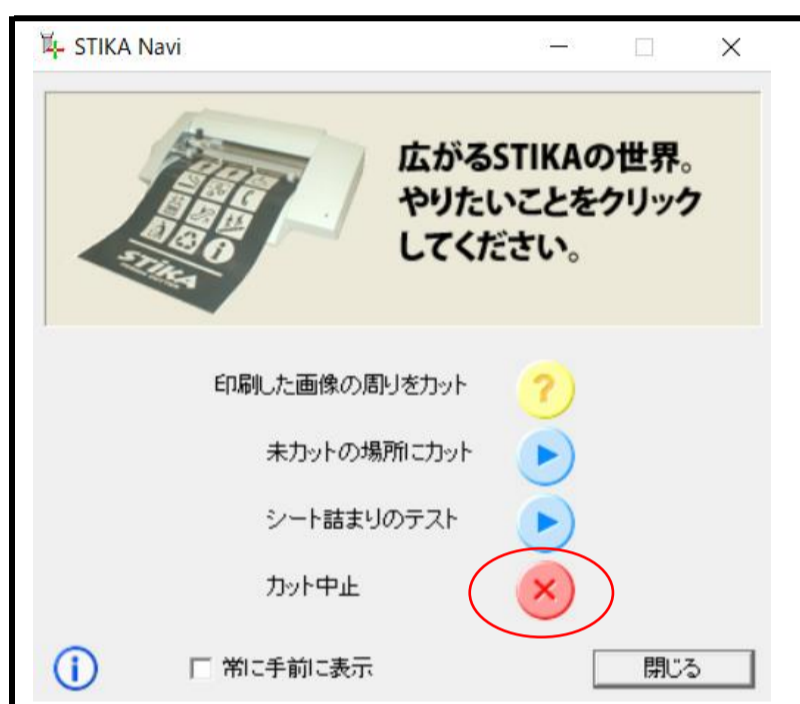 STIKA Navi
広がるSTIKAの世界。
やりたいことをクリック
してください。
STIKA
印刷した画像の周りをカット
未カットの場所にカット
シート詰まりのテスト
カット中止
常に手前に表示
閉じる